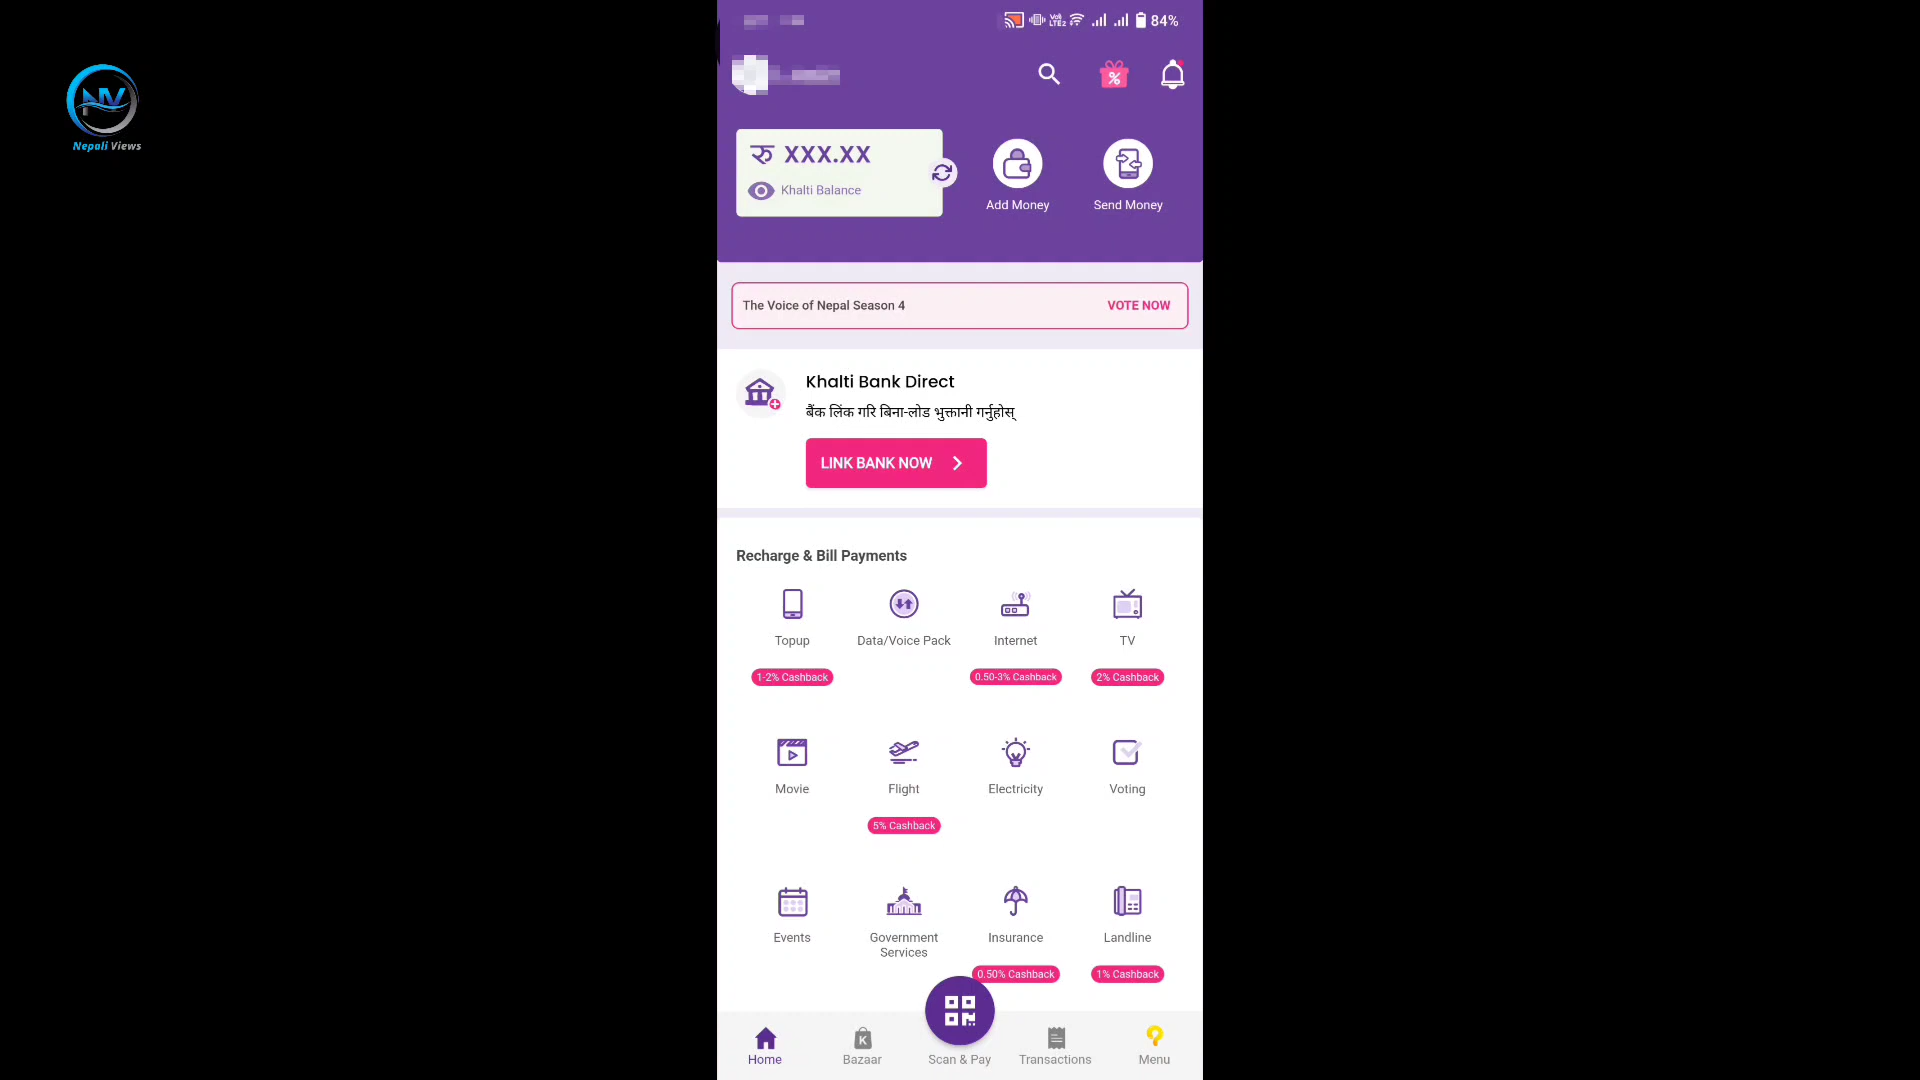 Nepali Views
Vo))
LTE2
84%
रु XXX.XX
Khalti Balance
Add Money
Send Money
The Voice of Nepal Season 4
VOTE NOW
Khalti Bank Direct
बैंक लिंक गरि बिना-लोड भुक्तानी गर्नुहोस्
LINK BANK NOW
Recharge & Bill Payments
Topup
Data/Voice Pack
Internet
TV
1-2% Cashback
0.50-3% Cashback
2% Cashback
Movie
Flight
Electricity
Voting
5% Cashback
Events
Government
Services
Insurance
Landline
0.50% Cashback
1% Cashback
Home
Bazaar
Scan & Pay
Transactions
Menu